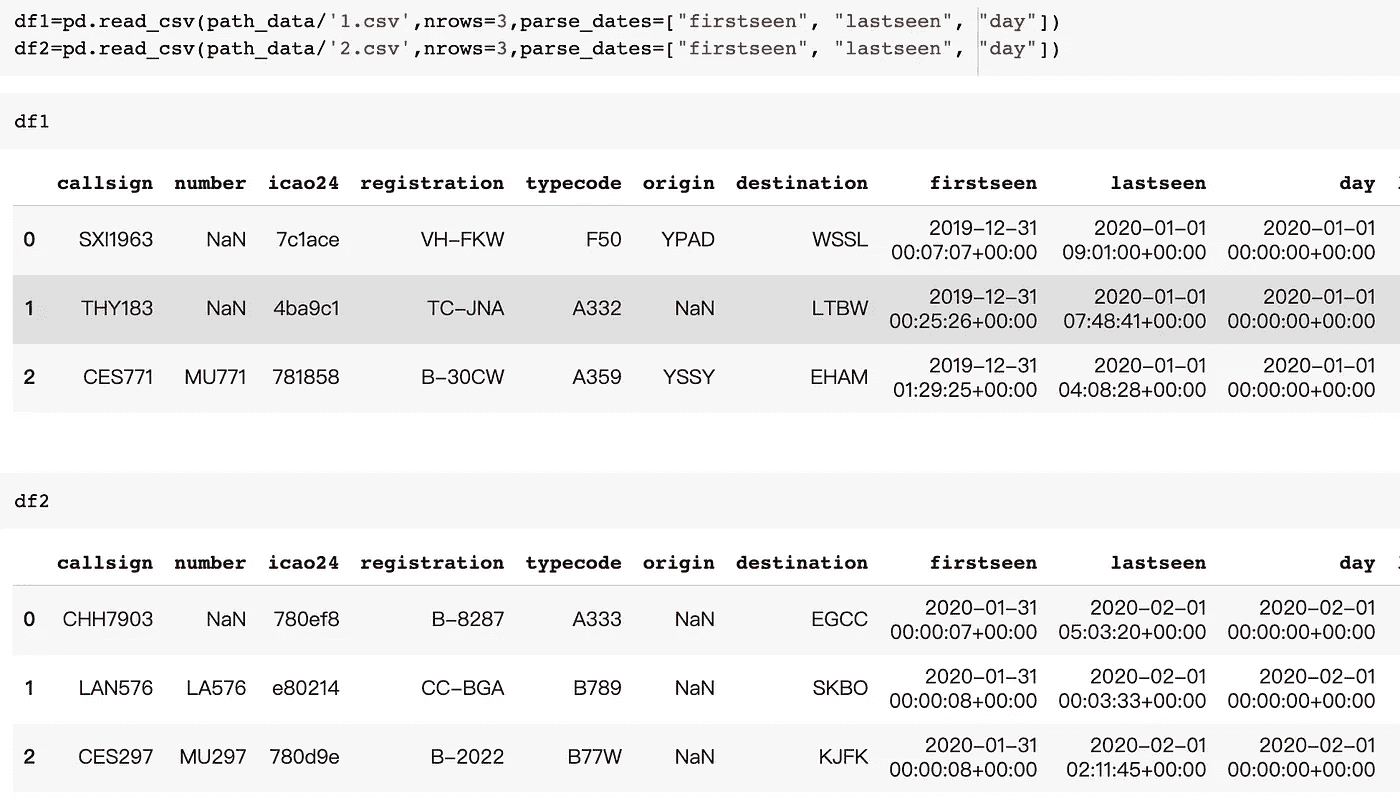 df1=pd.read_csv(path_data/'1.csv',nrows=3,parse_dates=["firstseen", "lastseen", "day"])
df2=pd.read_csv(path_data/'2.csv',nrows=3,parse_dates=["firstseen", "lastseen", "day"])
df1
callsign number icao24 registration typecode origin destination firstseen lastseen day
0 SXI1963 NaN 7c1ace VH-FKW F50 YPAD WSSL 2019-12-31 00:07:07+00:00 2020-01-01 09:01:00+00:00 2020-01-01 00:00:00+00:00
1 THY183 NaN 4ba9c1 TC-JNA A332 NaN LTBW 2019-12-31 00:25:26+00:00 2020-01-01 07:48:41+00:00 2020-01-01 00:00:00+00:00
2 CES771 MU771 781858 B-30CW A359 YSSY EHAM 2019-12-31 01:29:25+00:00 2020-01-01 04:08:28+00:00 2020-01-01 00:00:00+00:00
df2
callsign number icao24 registration typecode origin destination firstseen lastseen day
0 CHH7903 NaN 780ef8 B-8287 A333 NaN EGCC 2020-01-31 00:00:07+00:00 2020-02-01 05:03:20+00:00 2020-02-01 00:00:00+00:00
1 LAN576 LA576 e80214 CC-BGA B789 NaN SKBO 2020-01-31 00:00:08+00:00 2020-02-01 00:03:33+00:00 2020-02-01 00:00:00+00:00
2 CES297 MU297 780d9e B-2022 B77W NaN KJFK 2020-01-31 00:00:08+00:00 2020-02-01 02:11:45+00:00 2020-02-01 00:00:00+00:00